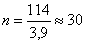 n = 114/3,9 ≈ 30